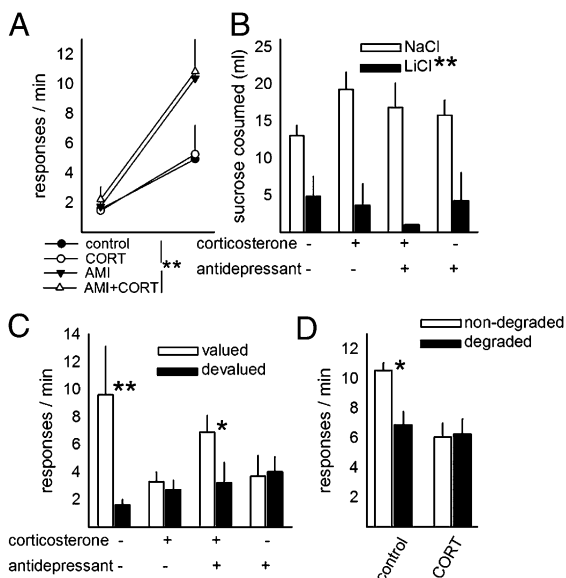 A
12
10
8
6
4
2
responses / min
control
CORT
AMI
AMI+CORT
**
B
25
20
15
10
5
sucrose cosumed (ml)
NaCl
LiCl **
corticosterone - + + -
antidepressant - - + +
C
14
12
10
8
6
4
2
responses / min
valued
devalued
**
*
corticosterone - + + -
antidepressant - - + +
D
12
10
8
6
4
2
responses / min
non-degraded
degraded
*
control
CORT